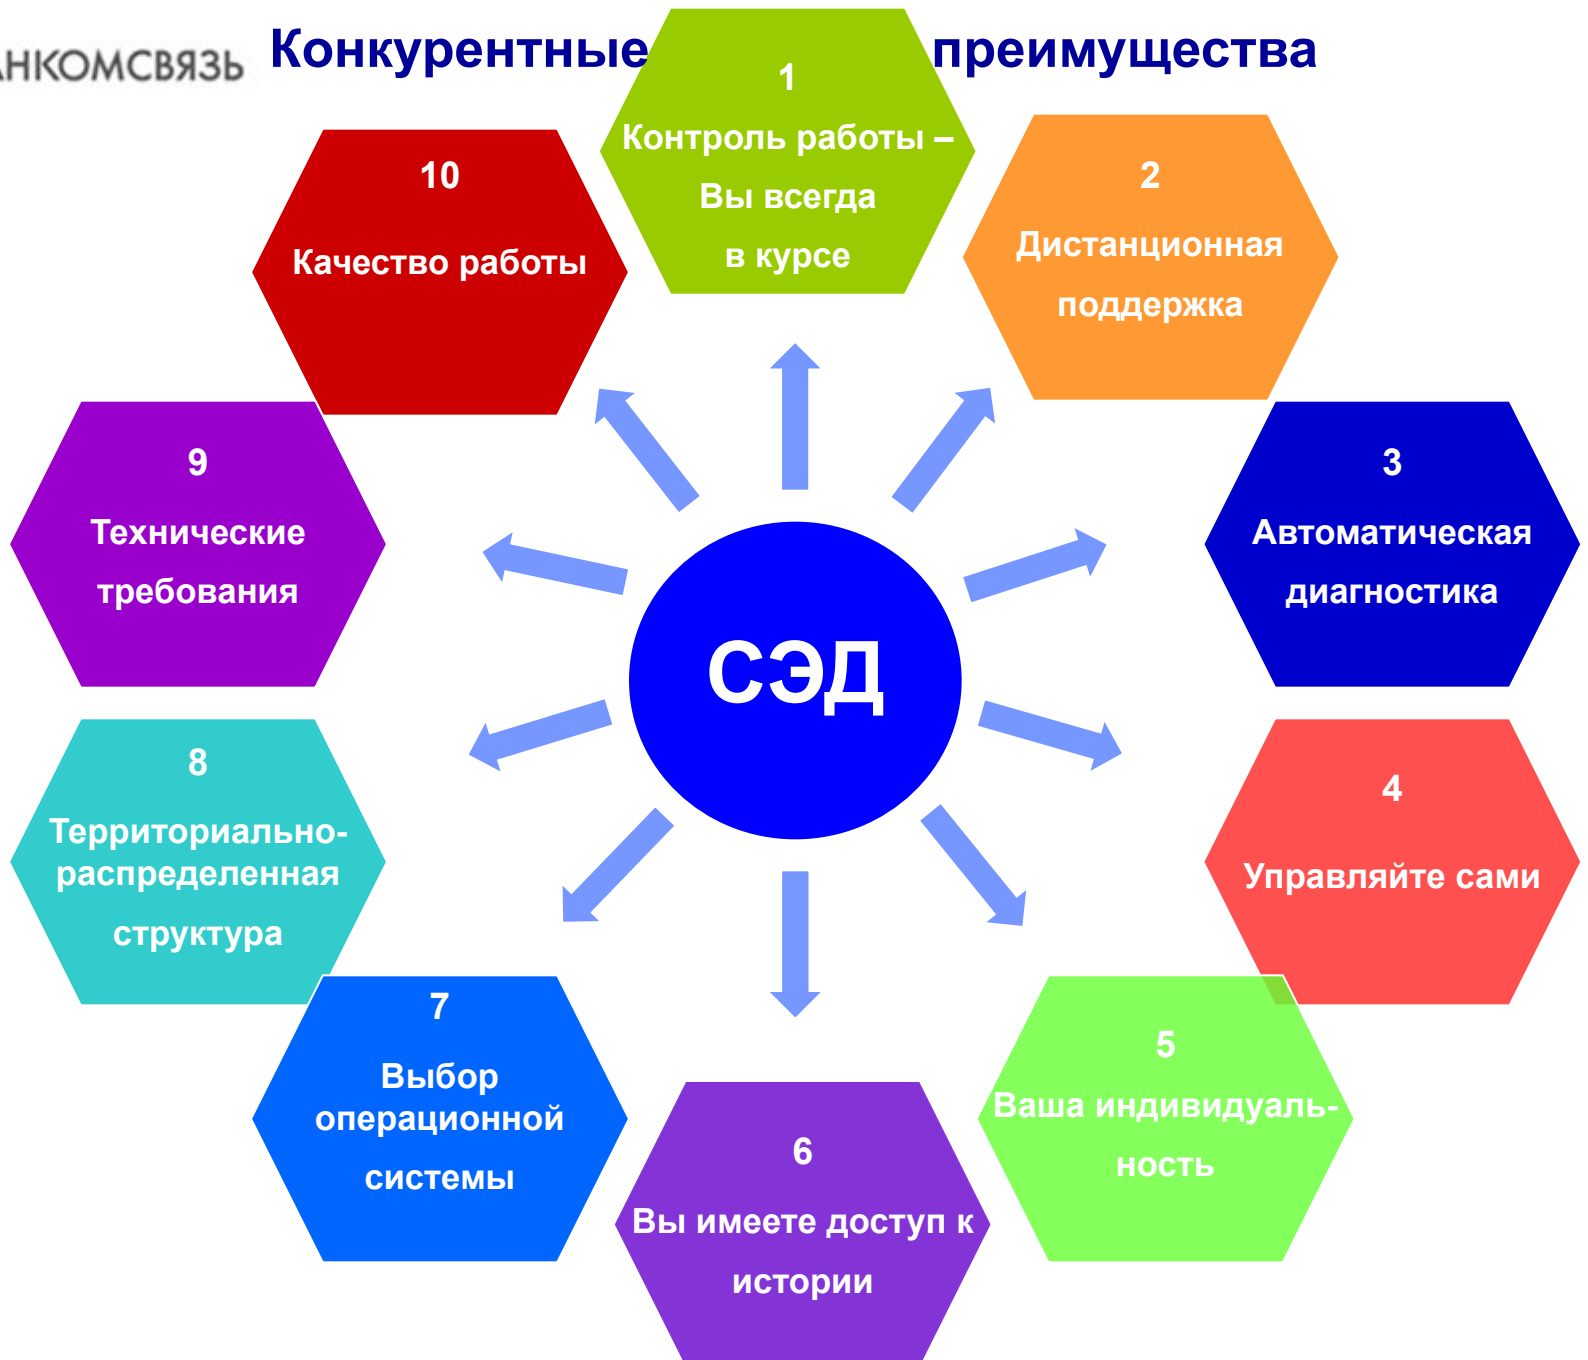 АНКОМСВЯЗЬ
Конкурентные преимущества
1
Контроль работы –
Вы всегда
в курсе
2
Дистанционная
поддержка
3
Автоматическая
диагностика
4
Управляйте сами
5
Ваша индивидуаль-
ность
6
Вы имеете доступ к
истории
7
Выбор
операционной
системы
8
Территориально-
распределенная
структура
9
Технические
требования
10
Качество работы
СЭД